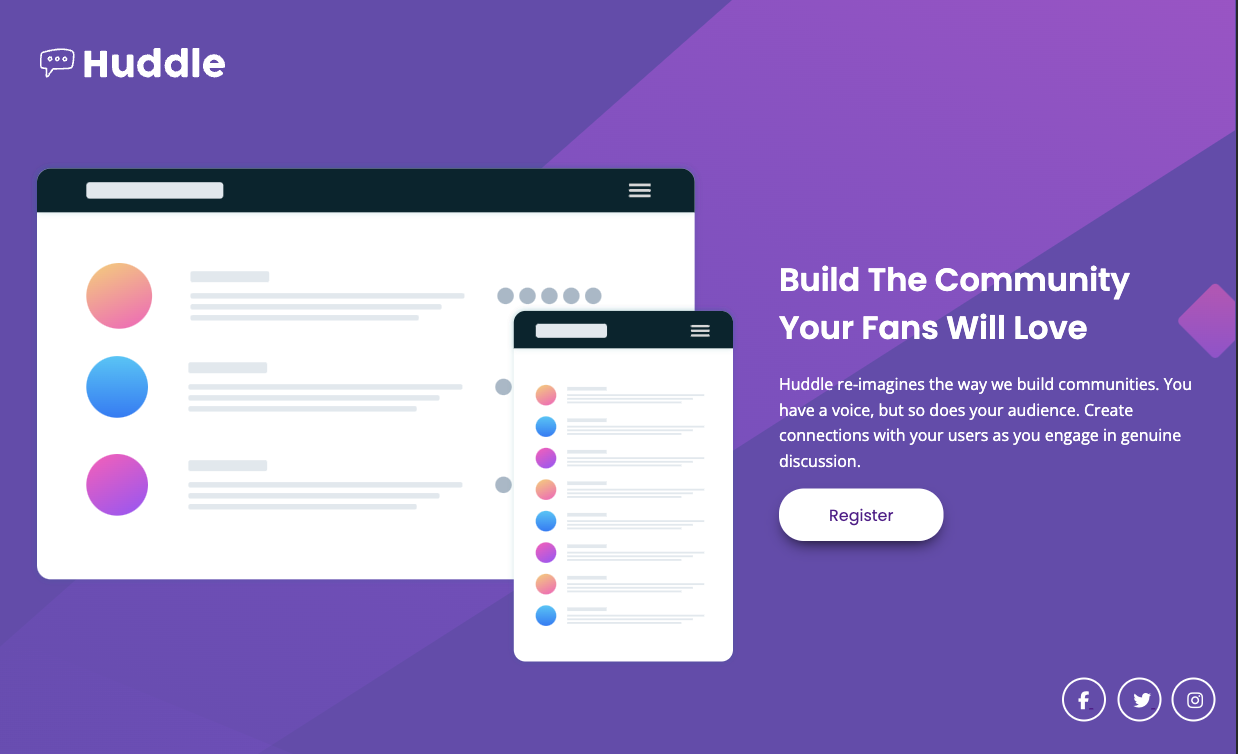 Huddle
Build The Community
Your Fans Will Love
Huddle re-imagines the way we build communities. You
have a voice, but so does your audience. Create
connections with your users as you engage in genuine
discussion.
Register